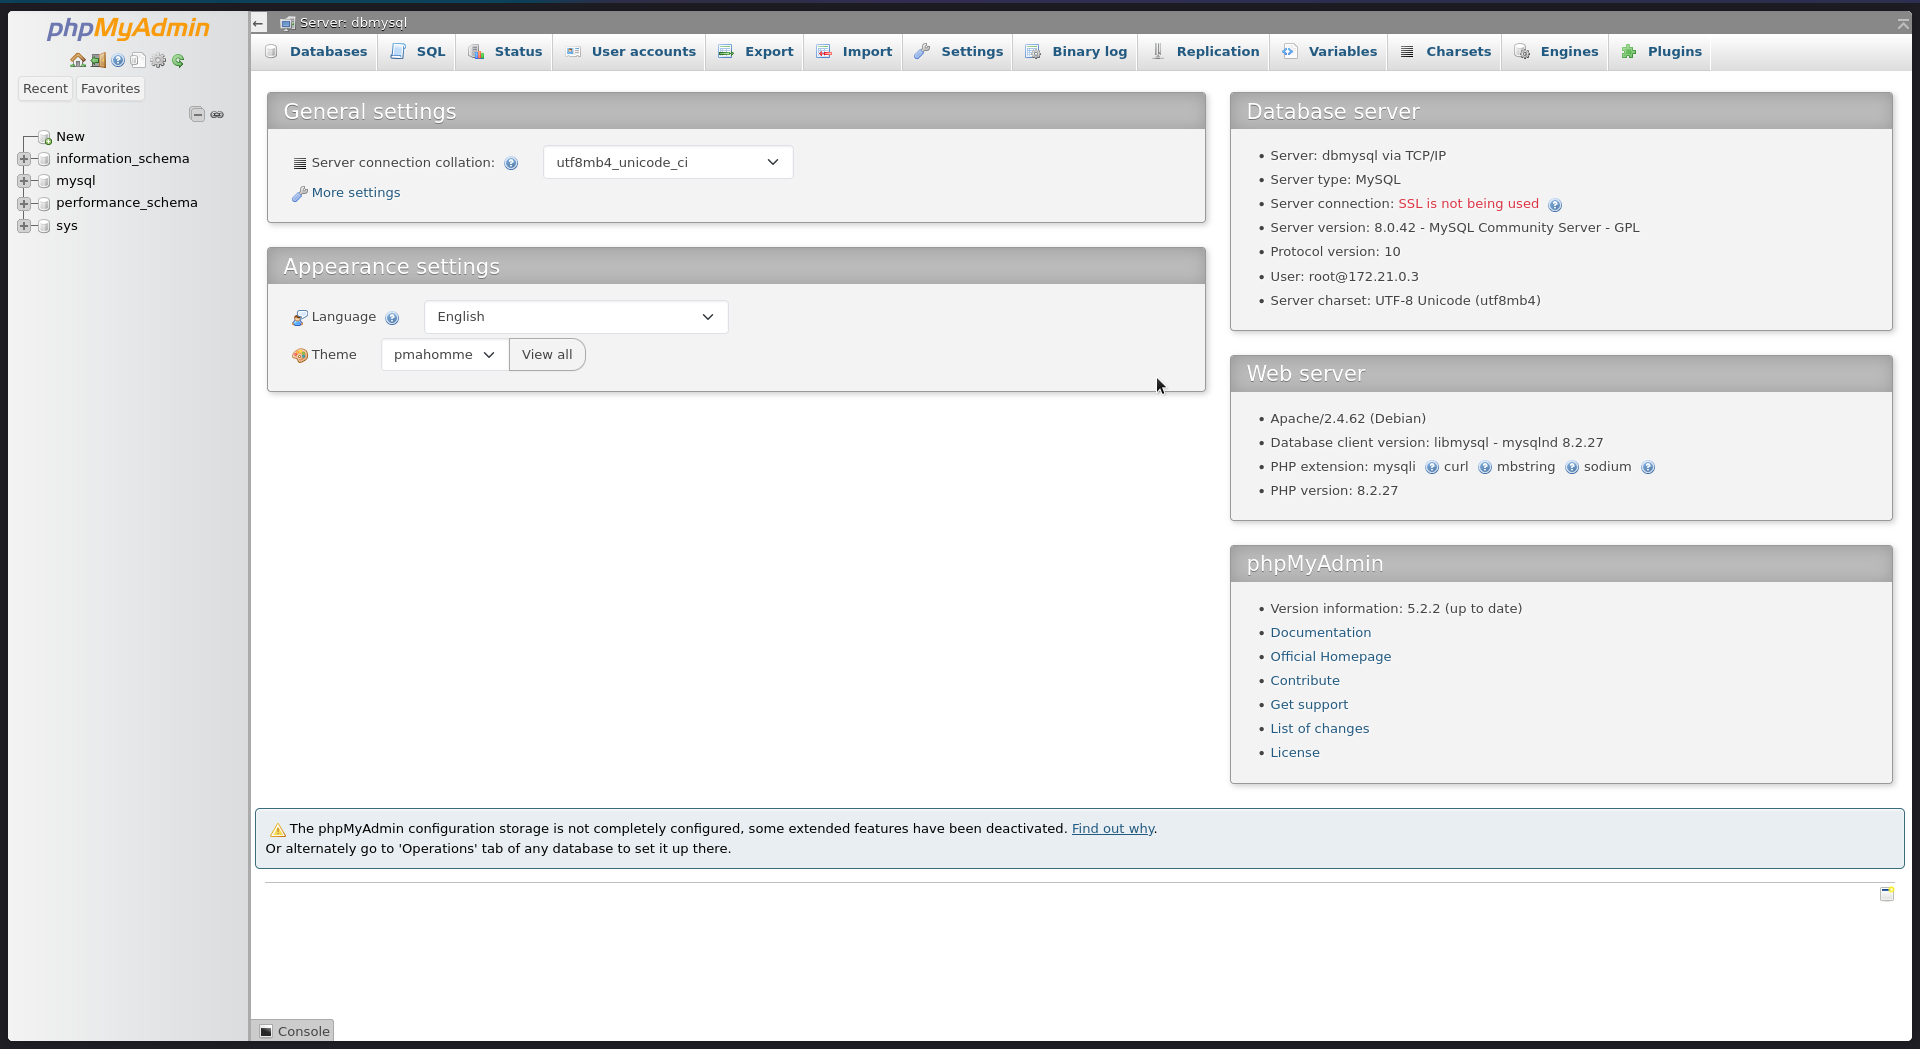 phpMyAdmin
Recent Favorites
New
information_schema
mysql
performance_schema
sys
Server: dbmysql
Databases SQL Status User accounts Export Import Settings Binary log Replication Variables Charsets Engines Plugins
General settings
Server connection collation: utf8mb4_unicode_ci
More settings
Appearance settings
Language English
Theme pmahomme View all
Database server
• Server: dbmysql via TCP/IP
• Server type: MySQL
• Server connection: SSL is not being used
• Server version: 8.0.42 - MySQL Community Server - GPL
• Protocol version: 10
• User: root@172.21.0.3
• Server charset: UTF-8 Unicode (utf8mb4)
Web server
• Apache/2.4.62 (Debian)
• Database client version: libmysql - mysqlnd 8.2.27
• PHP extension: mysqli curl mbstring sodium
• PHP version: 8.2.27
phpMyAdmin
• Version information: 5.2.2 (up to date)
• Documentation
• Official Homepage
• Contribute
• Get support
• List of changes
• License
The phpMyAdmin configuration storage is not completely configured, some extended features have been deactivated. Find out why.
Or alternately go to 'Operations' tab of any database to set it up there.
Console